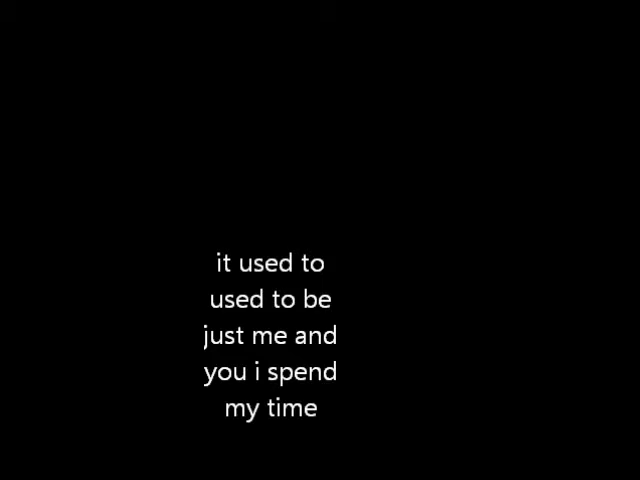 it used to
used to be
just me and
you i spend
my time